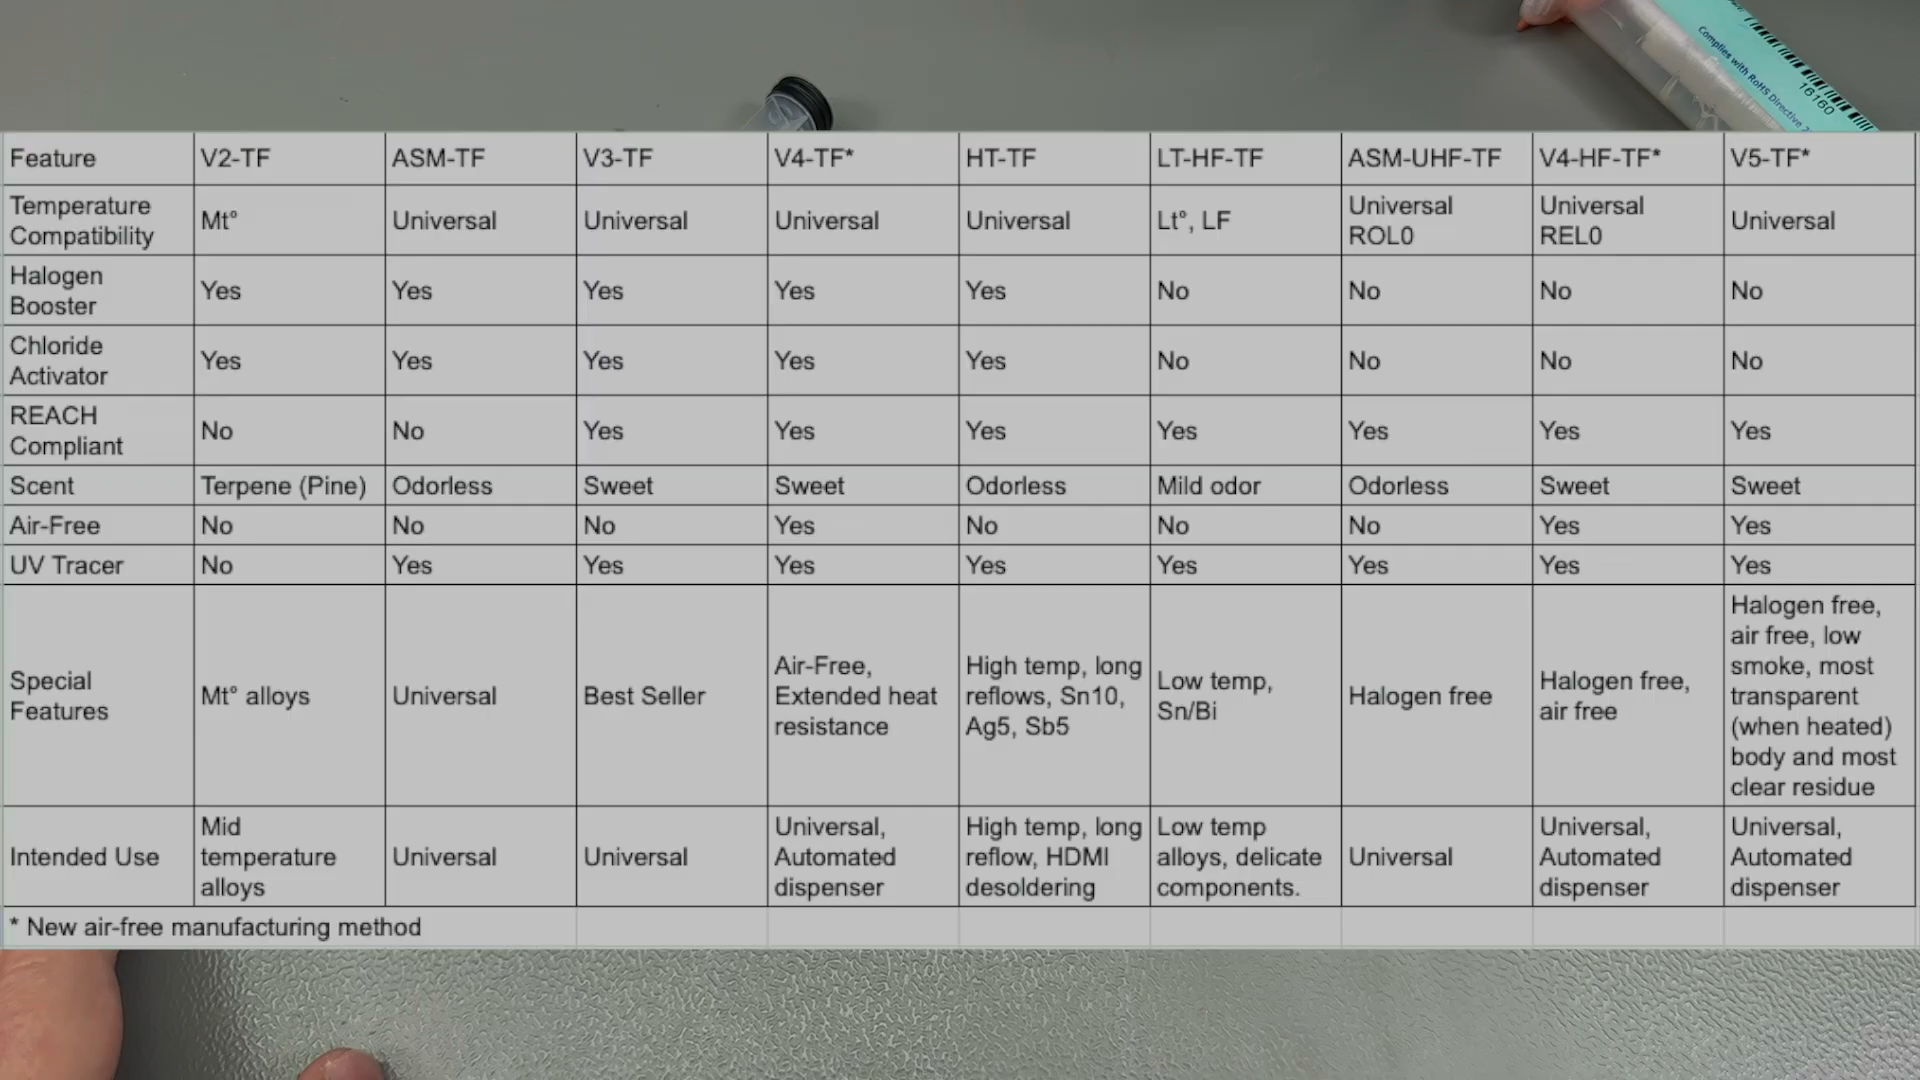 Complies with RoHS Directive
16160
Feature V2-TF ASM-TF V3-TF V4-TF* HT-TF LT-HF-TF ASM-UHF-TF V4-HF-TF* V5-TF*
Temperature Compatibility Mt° Universal Universal Universal Universal Lt°, LF Universal ROL0 Universal REL0 Universal
Halogen Booster Yes Yes Yes Yes Yes No No No No
Chloride Activator Yes Yes Yes Yes Yes No No No No
REACH Compliant No No Yes Yes Yes Yes Yes Yes Yes
Scent Terpene (Pine) Odorless Sweet Sweet Odorless Mild odor Odorless Sweet Sweet
Air-Free No No No Yes No No No Yes Yes
UV Tracer No Yes Yes Yes Yes Yes Yes Yes Yes
Special Features Mt° alloys Universal Best Seller Air-Free, Extended heat resistance High temp, long reflows, Sn10, Ag5, Sb5 Low temp, Sn/Bi Halogen free Halogen free, air free Halogen free, air free, low smoke, most transparent (when heated) body and most clear residue
Intended Use Mid temperature alloys Universal Universal Universal, Automated dispenser High temp, long reflow, HDMI desoldering Low temp alloys, delicate components. Universal Universal, Automated dispenser Universal, Automated dispenser
* New air-free manufacturing method